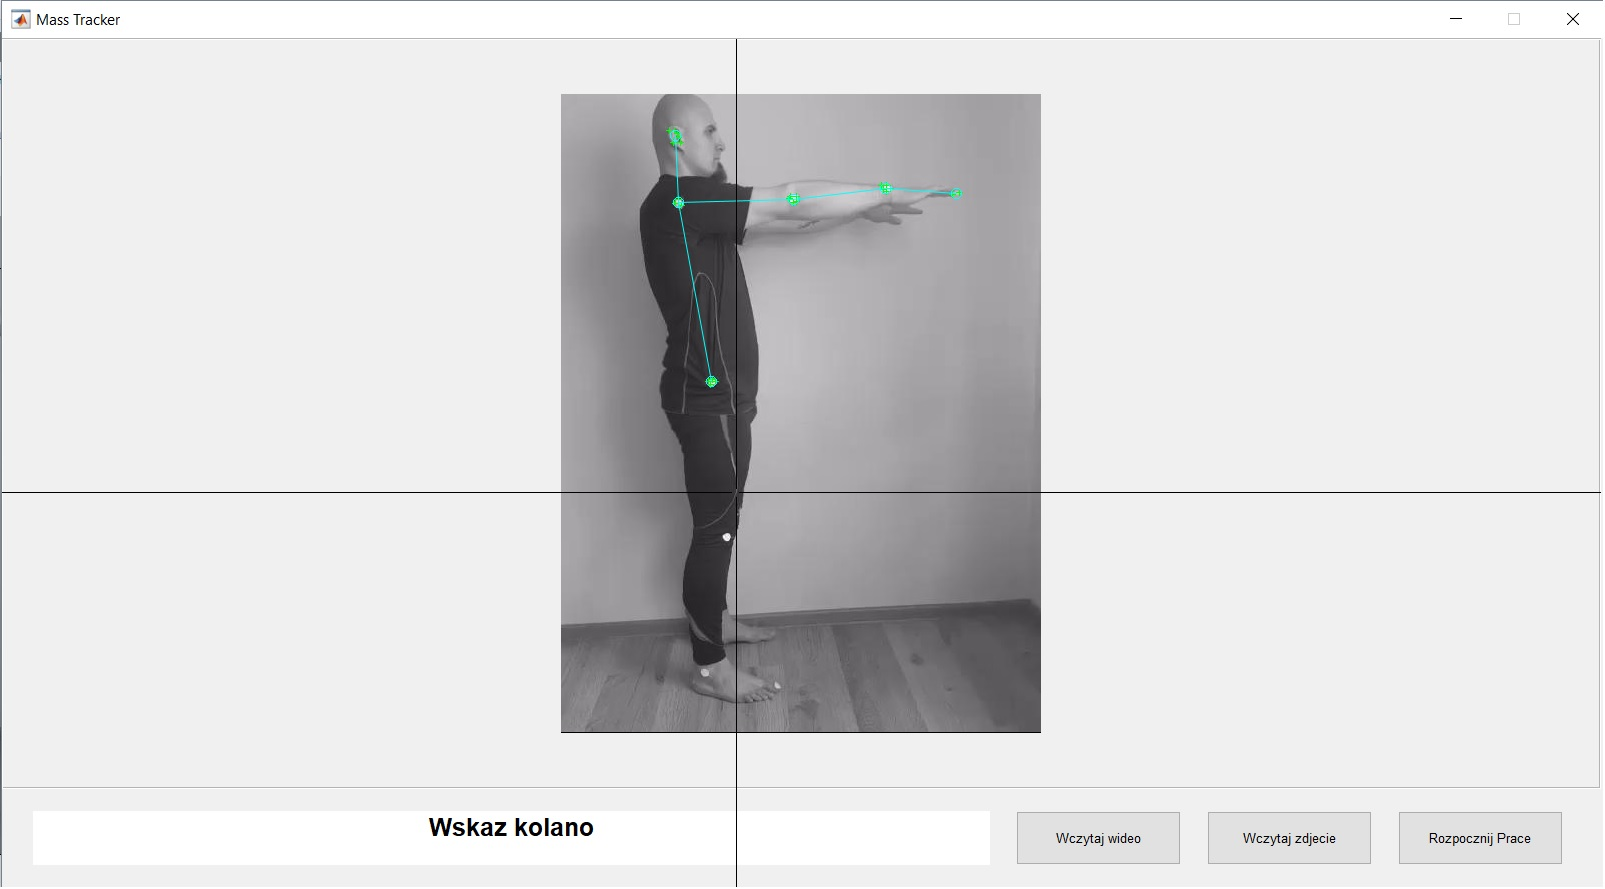 Mass Tracker
Wskaz kolano
Wczytaj wideo
Wczytaj zdjecie
Rozpocznij Prace